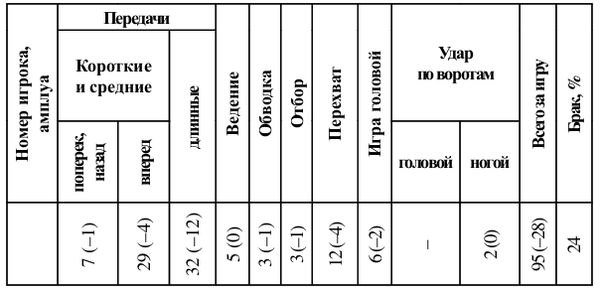 Номер игрока,
амплуа
Передачи
Короткие
и средние
поперек,
назад
вперед
длинные
Ведение
Обводка
Отбор
Перехват
Игра головой
Удар
по воротам
головой
ногой
Всего за игру
Брак, %
7 (–1)
29 (–4)
32 (–12)
5 (0)
3 (–1)
3 (–1)
12 (–4)
6 (–2)
–
2 (0)
95 (–28)
24